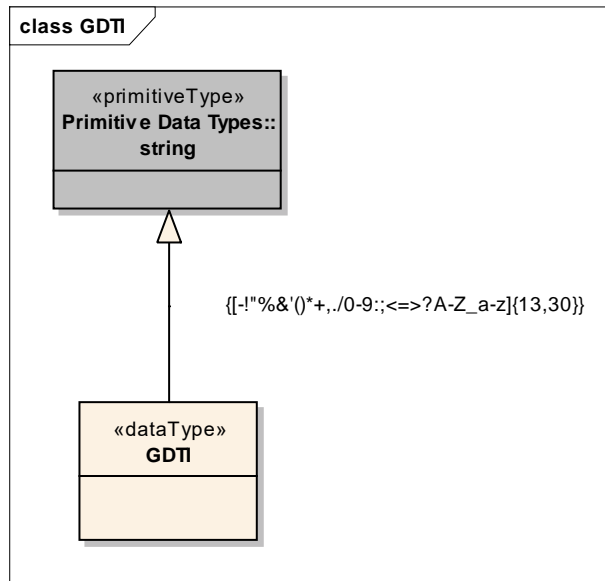 class GDTI
«primitiveType»
Primitive Data Types::
string
{[-!"%&'()*+,./0-9:;<=>?A-Z_a-z]{13,30}}
«dataType»
GDTI